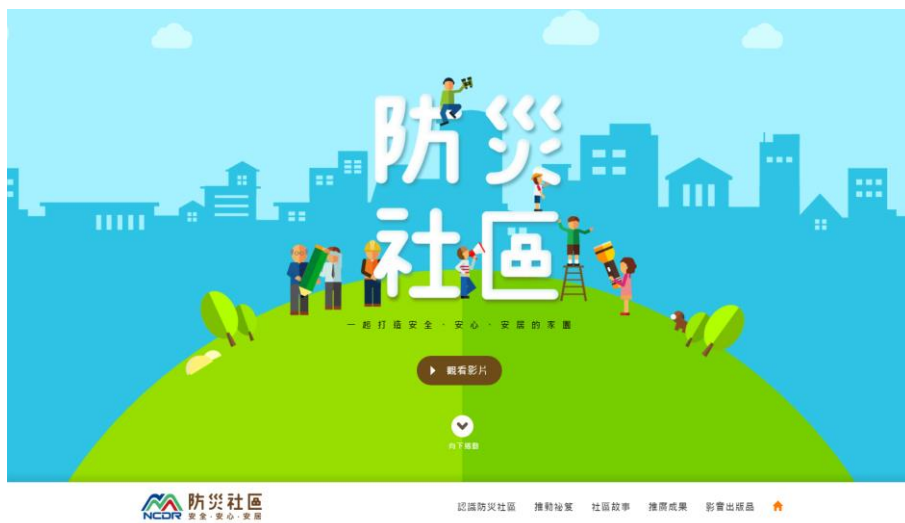 防災
社區
一起打造安全．安心．安居的家園
觀看影片
向下捲動
NCDR
防災社區
安全．安心．安居
認識防災社區 推動祕笈 社區故事 推廣成果 影音出版品